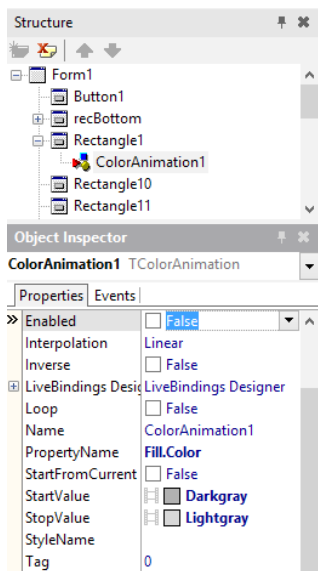 Structure
Form1
Button1
recBottom
Rectangle1
ColorAnimation1
Rectangle10
Rectangle11
Object Inspector
ColorAnimation1 TColorAnimation
Properties Events
Enabled False
Interpolation Linear
Inverse False
LiveBindings Desig LiveBindings Designer
Loop False
Name ColorAnimation1
PropertyName Fill.Color
StartFromCurrent False
StartValue Darkgray
StopValue Lightgray
StyleName
Tag 0